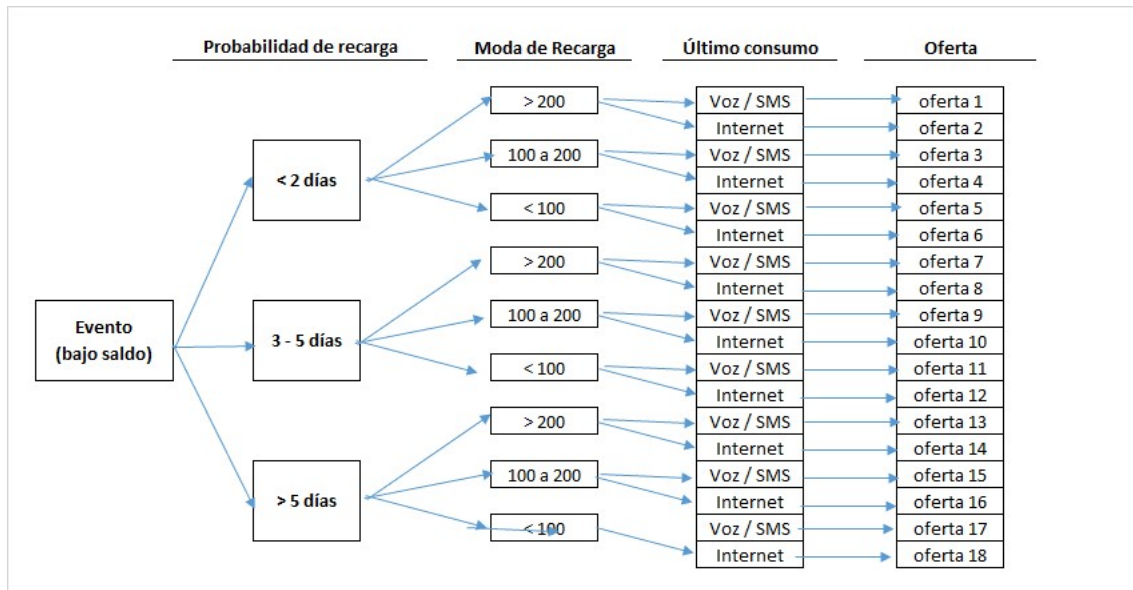 Probabilidad de recarga Moda de Recarga Último consumo Oferta
> 200 Voz / SMS oferta 1
Internet oferta 2
100 a 200 Voz / SMS oferta 3
< 2 días Internet oferta 4
< 100 Voz / SMS oferta 5
Internet oferta 6
> 200 Voz / SMS oferta 7
Internet oferta 8
Evento
(bajo saldo)
3 - 5 días
100 a 200 Voz / SMS oferta 9
Internet oferta 10
< 100 Voz / SMS oferta 11
Internet oferta 12
> 200 Voz / SMS oferta 13
Internet oferta 14
> 5 días
100 a 200 Voz / SMS oferta 15
Internet oferta 16
< 100 Voz / SMS oferta 17
Internet oferta 18